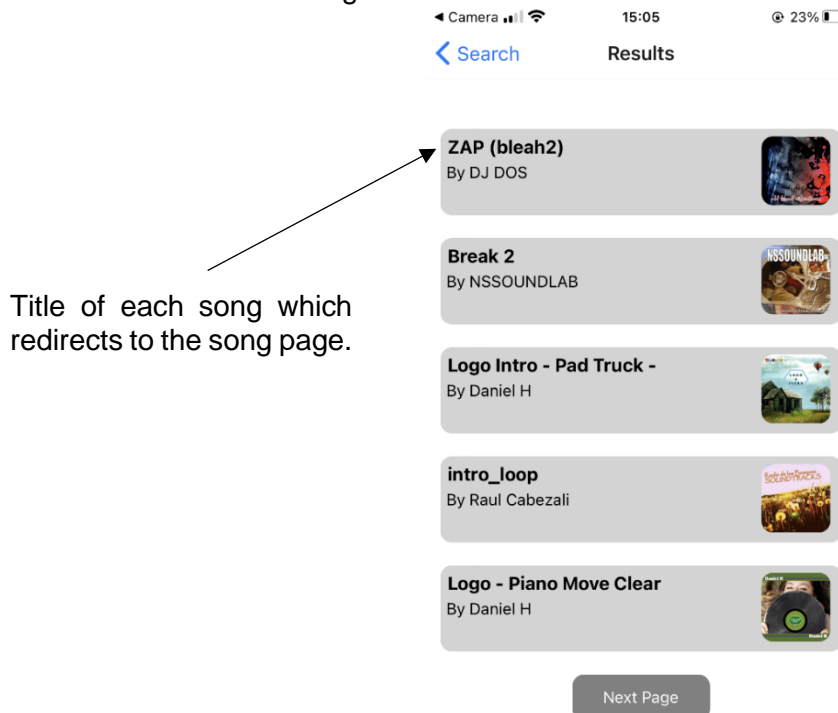 ◀ Camera 15:05 23%
Search Results
ZAP (bleah2)
By DJ DOS
Break 2
By NSSOUNDLAB
NSSOUNDLAB
Title of each song which
redirects to the song page.
Logo Intro - Pad Truck -
By Daniel H
intro_loop
By Raul Cabezali
SOUNDTRACKS
Logo - Piano Move Clear
By Daniel H
Daniel H
Next Page